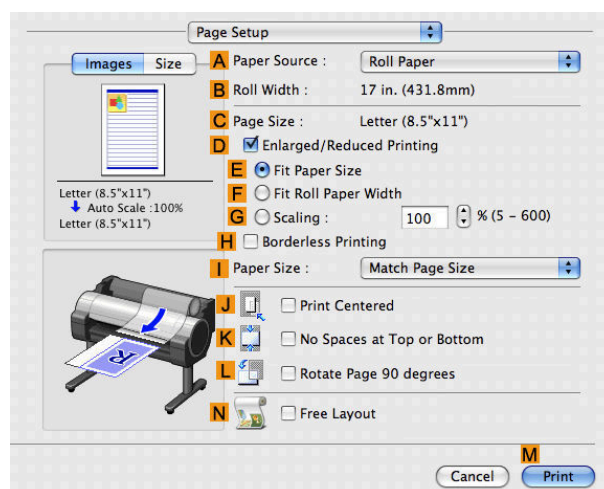 Page Setup
Images Size
A Paper Source : Roll Paper
B Roll Width : 17 in. (431.8mm)
C Page Size : Letter (8.5"x11")
D Enlarged/Reduced Printing
E Fit Paper Size
F Fit Roll Paper Width
G Scaling : 100 % (5 - 600)
H Borderless Printing
Letter (8.5"x11")
Auto Scale :100%
Letter (8.5"x11")
I Paper Size : Match Page Size
J Print Centered
K No Spaces at Top or Bottom
L Rotate Page 90 degrees
N Free Layout
R
M
Cancel Print